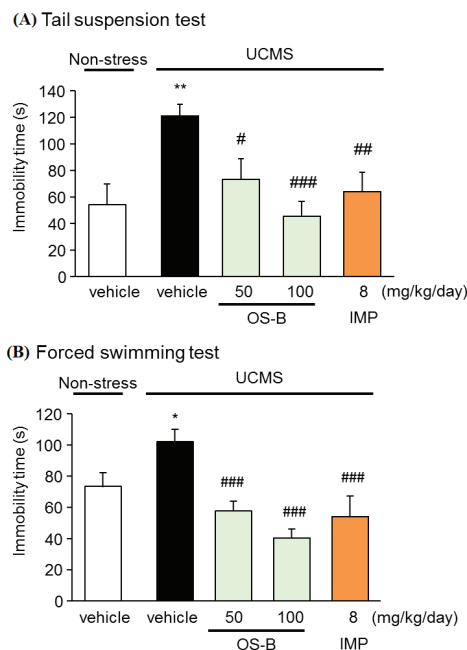 (A) Tail suspension test
Non-stress UCMS
Immobility time (s)
140
120
100
80
60
40
20
0
**
#
###
##
vehicle vehicle 50 100 8 (mg/kg/day)
OS-B IMP
(B) Forced swimming test
Non-stress UCMS
Immobility time (s)
120
100
80
60
40
20
0
*
###
###
###
vehicle vehicle 50 100 8 (mg/kg/day)
OS-B IMP